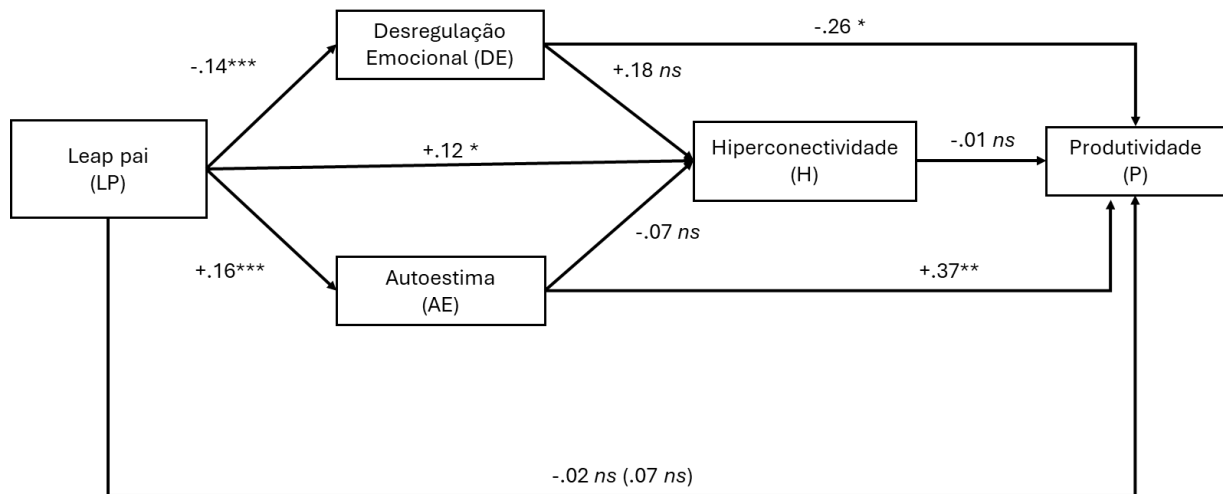 Desregulação
Emocional (DE)
-.26 *
-.14***
+.18 ns
Leap pai
(LP)
+.12 *
Hiperconectividade
(H)
-.01 ns
Produtividade
(P)
-.07 ns
+.16***
Autoestima
(AE)
+.37**
-.02 ns (.07 ns)